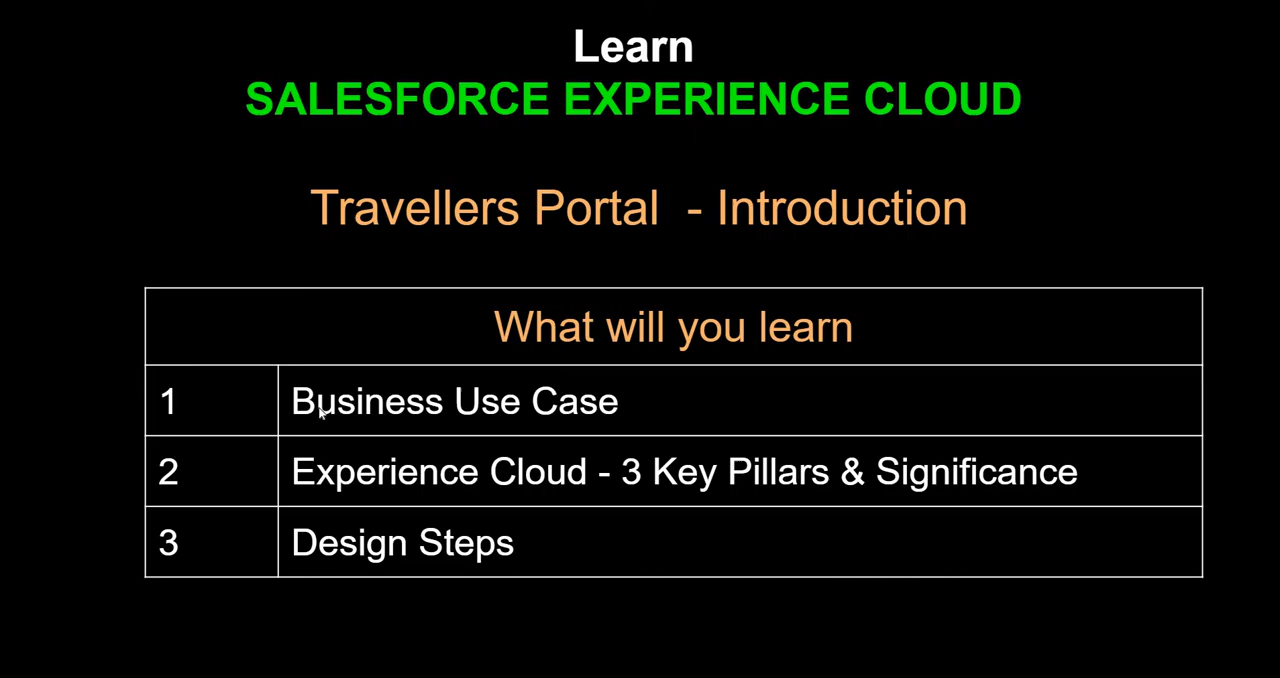 Learn
SALESFORCE EXPERIENCE CLOUD
Travellers Portal - Introduction
What will you learn
1 Business Use Case
2 Experience Cloud - 3 Key Pillars & Significance
3 Design Steps